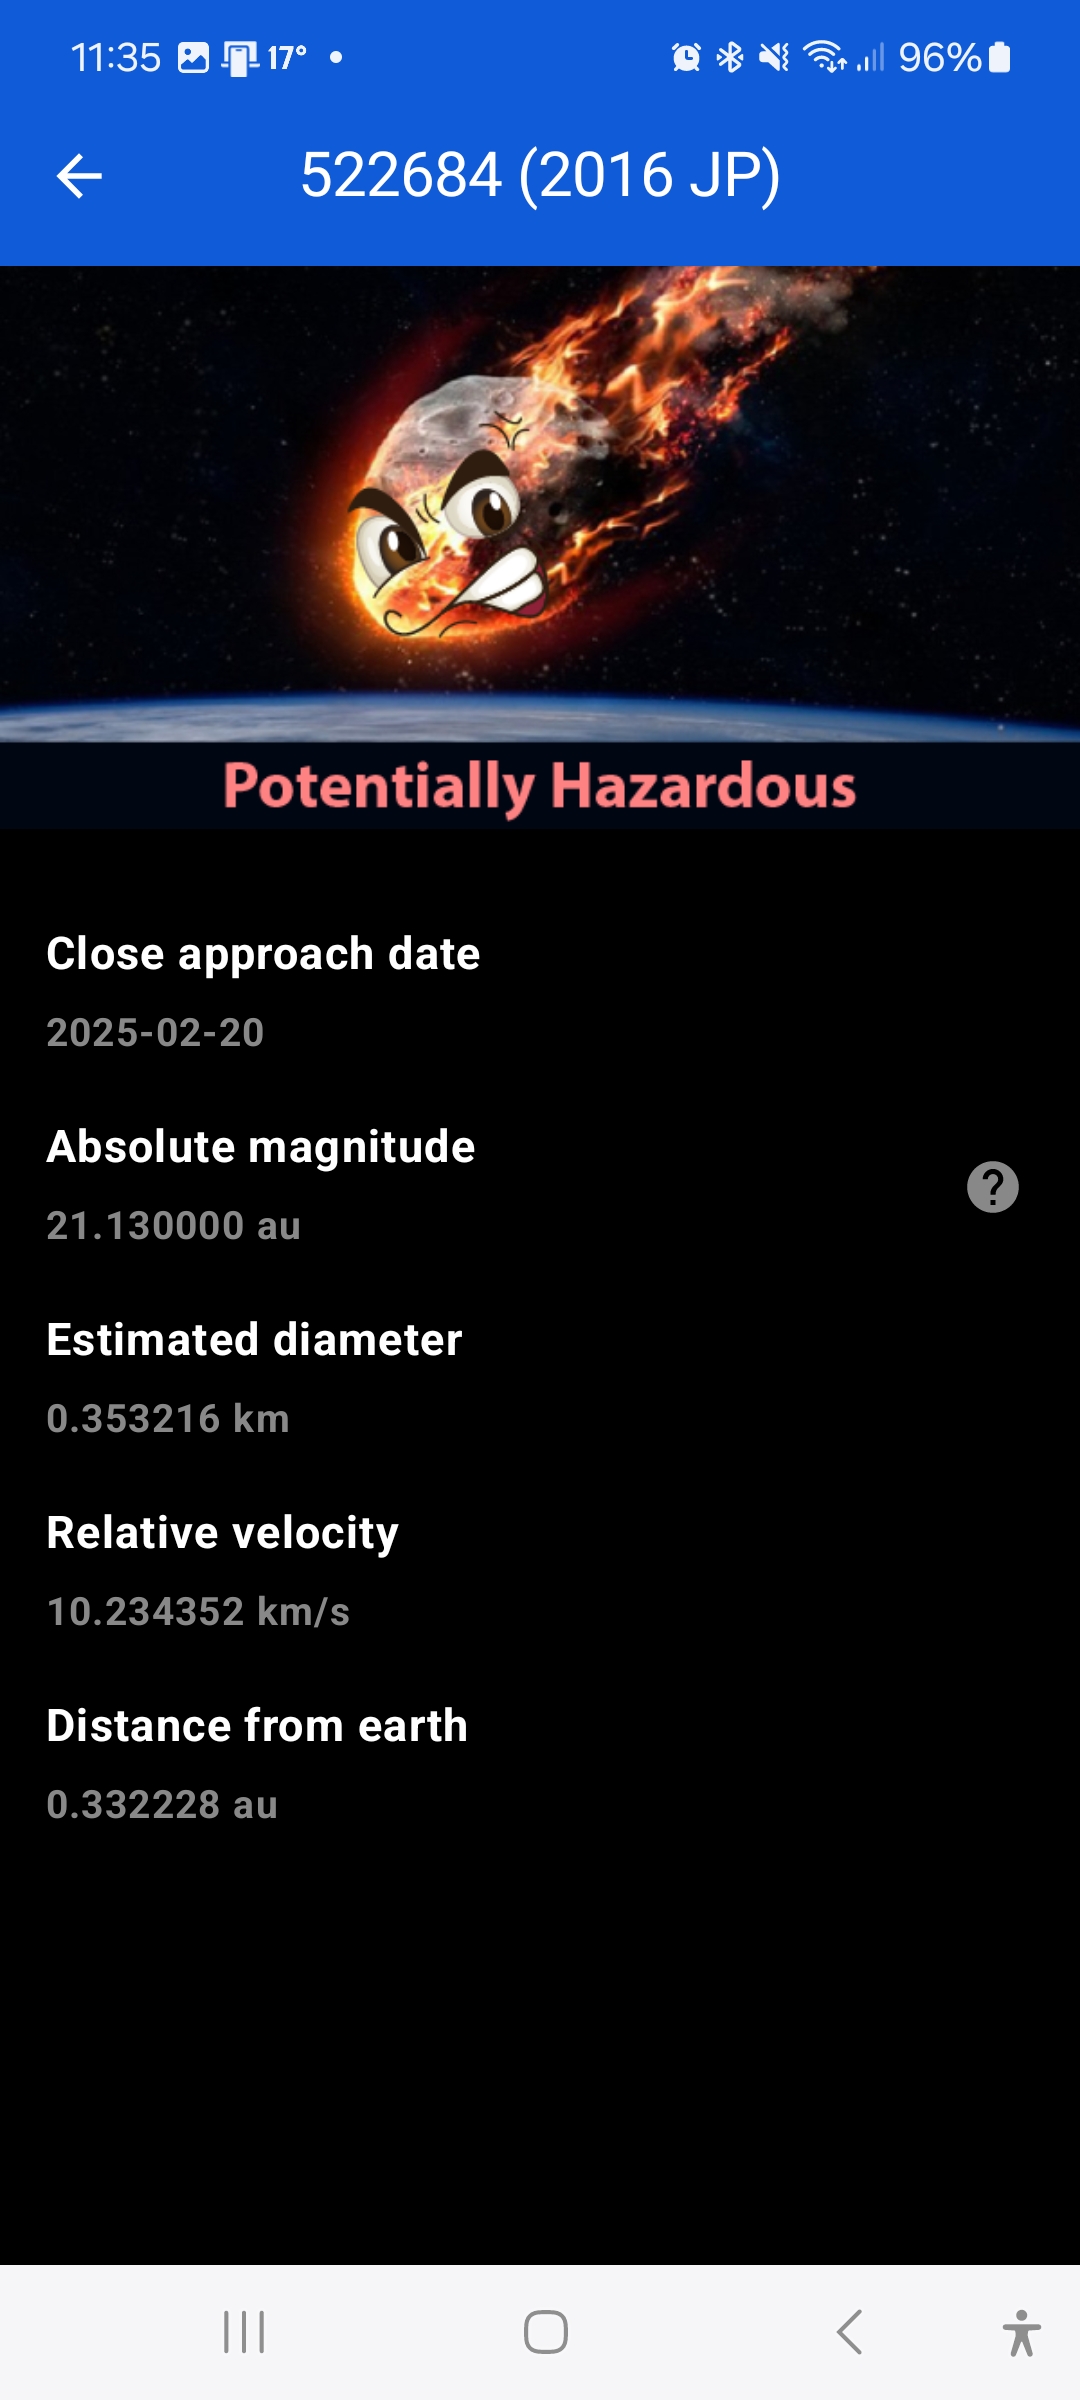 11:35 17° 96%
522684 (2016 JP)
Potentially Hazardous
Close approach date
2025-02-20
Absolute magnitude
21.130000 au
?
Estimated diameter
0.353216 km
Relative velocity
10.234352 km/s
Distance from earth
0.332228 au